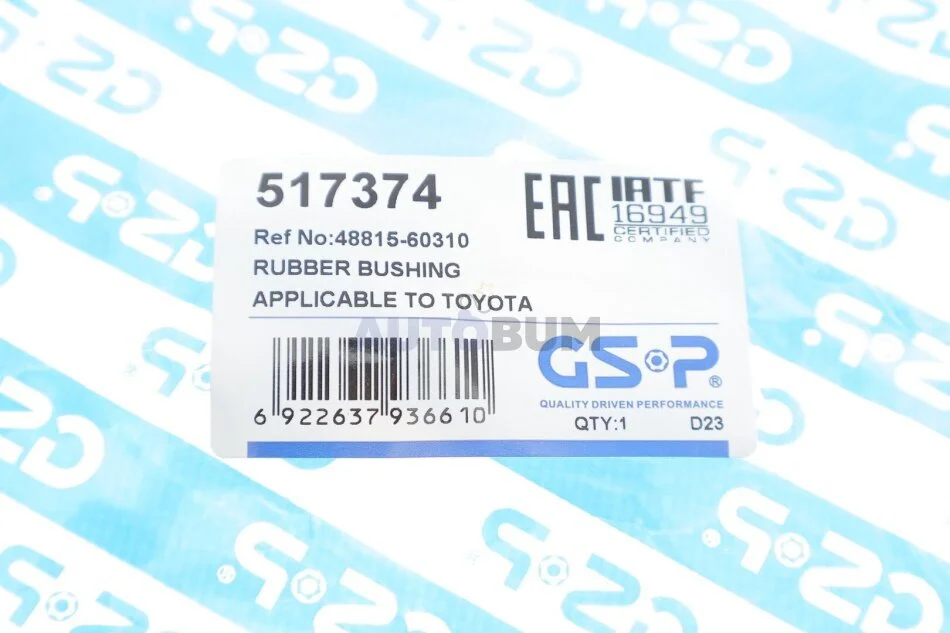 517374
EAC
IATF
16949
CERTIFIED
COMPANY
Ref No:48815-60310
RUBBER BUSHING
APPLICABLE TO TOYOTA
AUTOBUM
GSP®
QUALITY DRIVEN PERFORMANCE
6 922637 936610
QTY:1 D23